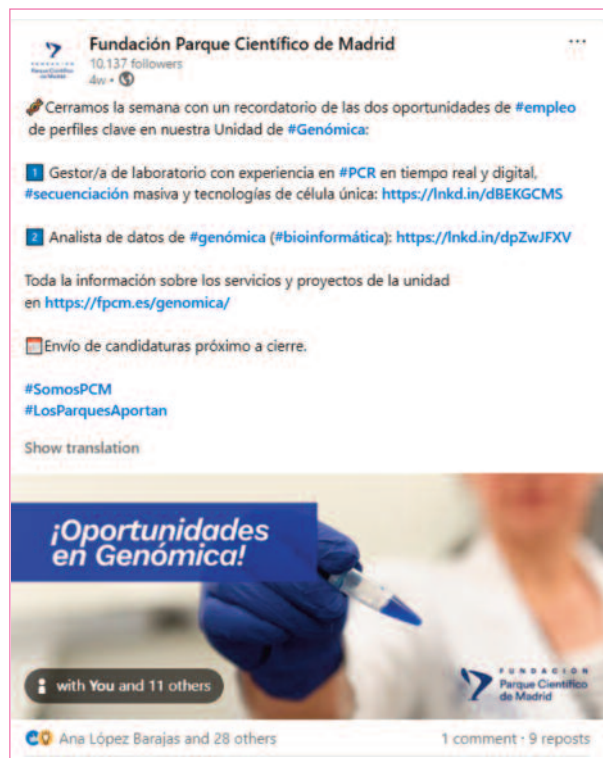 Fundación Parque Científico de Madrid
10.137 followers
4w •
Cerramos la semana con un recordatorio de las dos oportunidades de #empleo
de perfiles clave en nuestra Unidad de #Genómica:
1 Gestor/a de laboratorio con experiencia en #PCR en tiempo real y digital,
#secuenciación masiva y tecnologías de célula única: https://lnkd.in/dBEKGCMS
2 Analista de datos de #genómica (#bioinformática): https://lnkd.in/dpZwJFXV
Toda la información sobre los servicios y proyectos de la unidad
en https://fpcm.es/genomica/
Envío de candidaturas próximo a cierre.
#SomosPCM
#LosParquesAportan
Show translation
¡Oportunidades
en Genómica!
with You and 11 others
FUNDACIÓN
Parque Científico
de Madrid
Ana López Barajas and 28 others
1 comment · 9 reposts